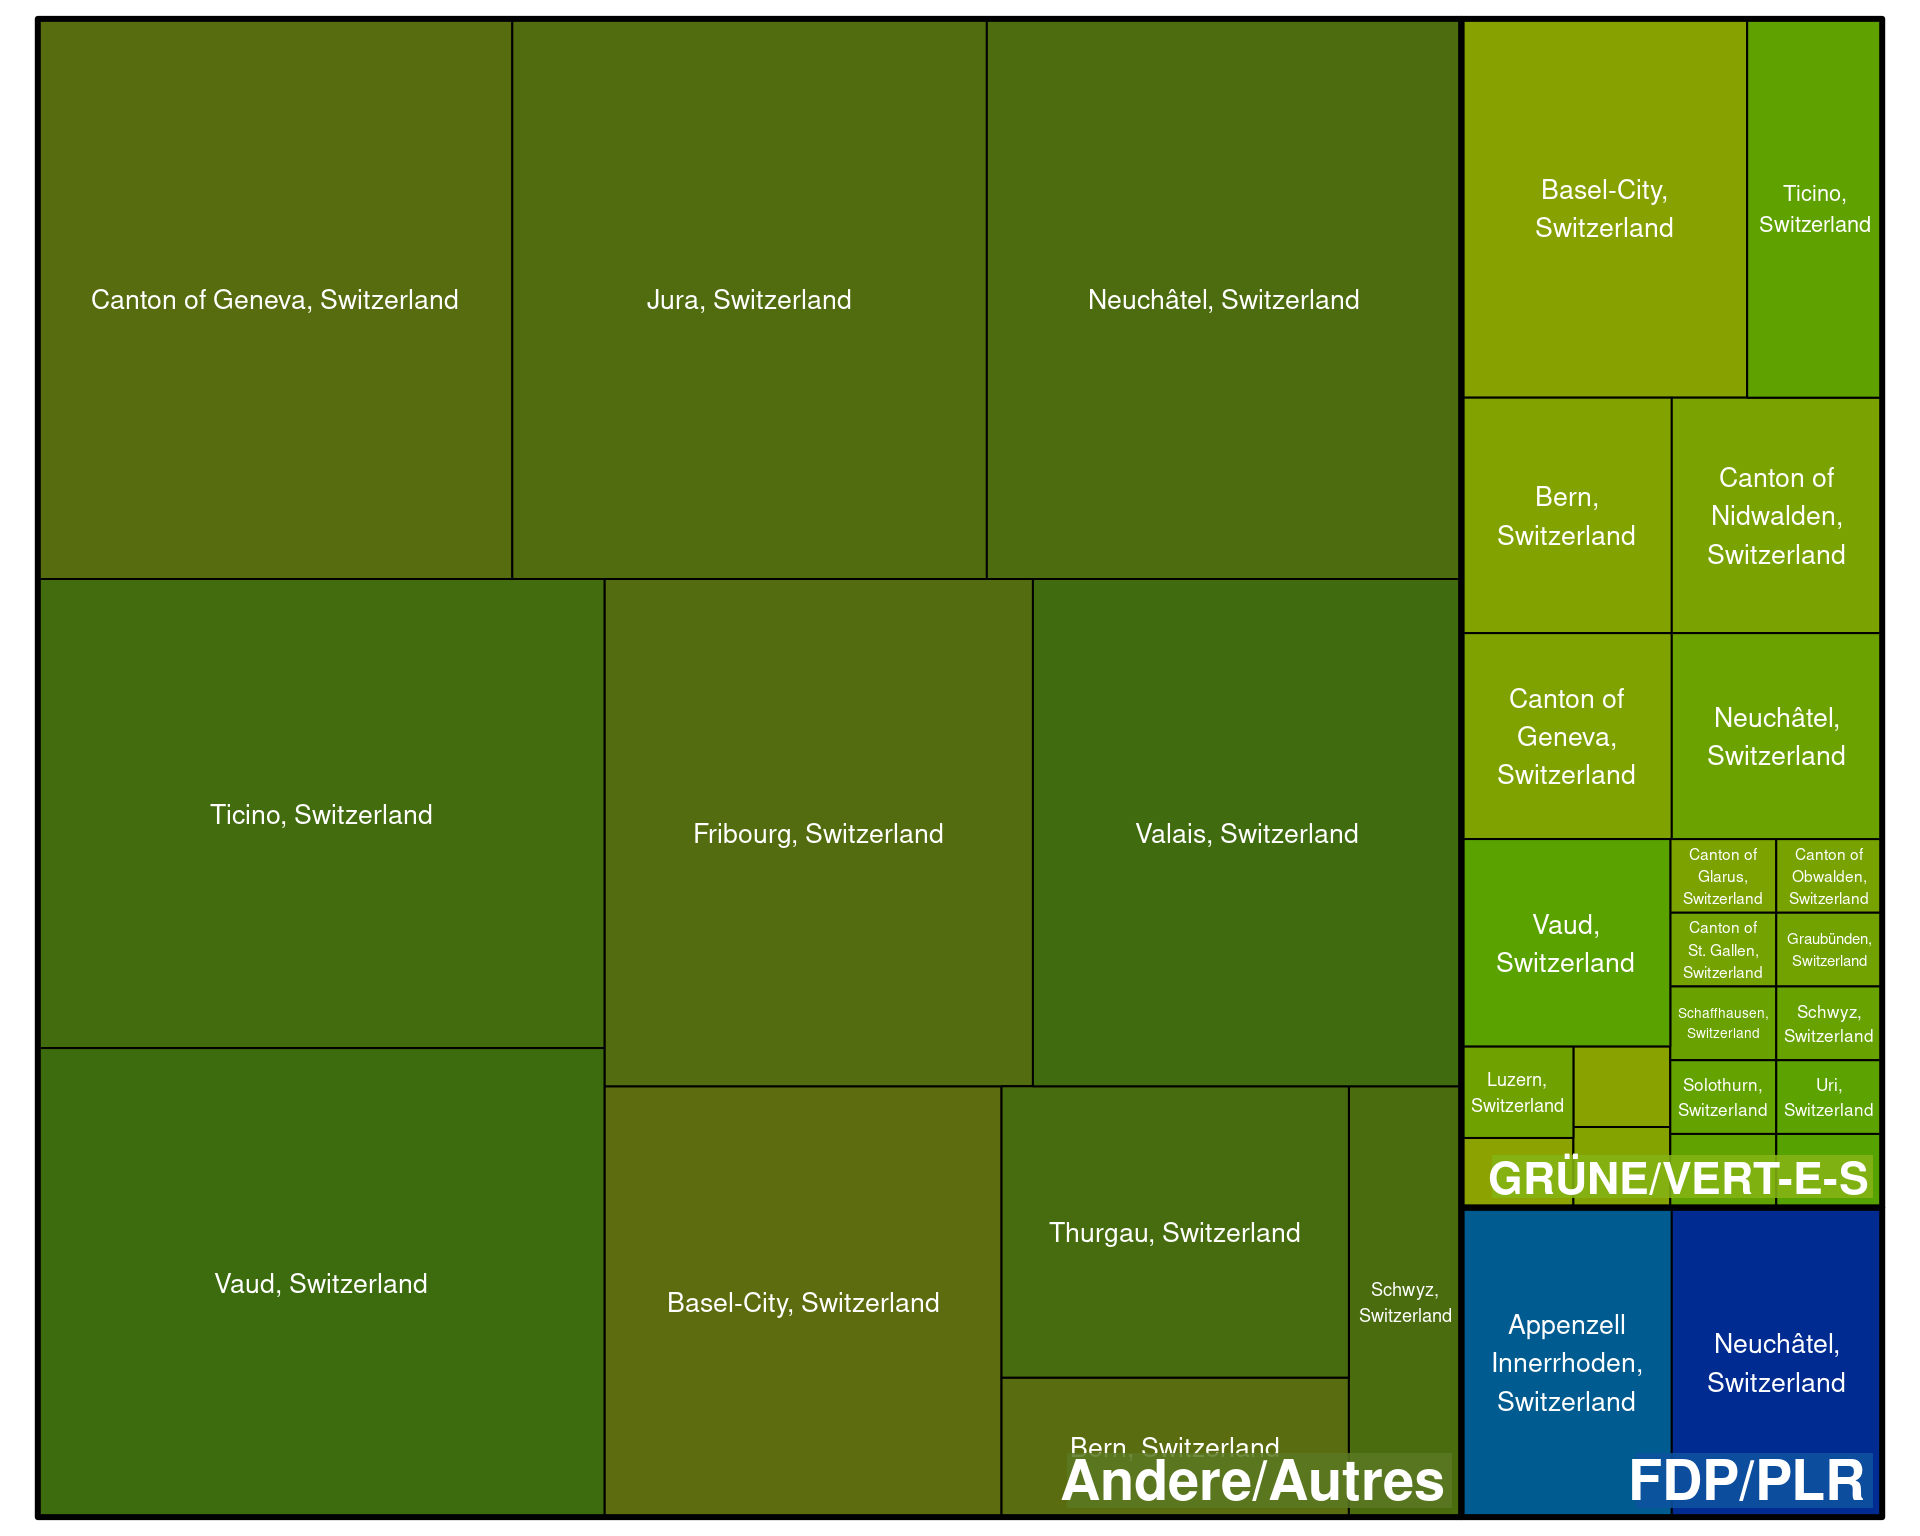 Canton of Geneva, Switzerland
Jura, Switzerland
Neuchâtel, Switzerland
Ticino, Switzerland
Fribourg, Switzerland
Valais, Switzerland
Vaud, Switzerland
Basel-City, Switzerland
Thurgau, Switzerland
Schwyz,
Switzerland
Bern, Switzerland
Andere/Autres
Basel-City,
Switzerland
Ticino,
Switzerland
Bern,
Switzerland
Canton of
Nidwalden,
Switzerland
Canton of
Geneva,
Switzerland
Neuchâtel,
Switzerland
Vaud,
Switzerland
Canton of
Glarus,
Switzerland
Canton of
Obwalden,
Switzerland
Canton of
St. Gallen,
Switzerland
Graubünden,
Switzerland
Schaffhausen,
Switzerland
Schwyz,
Switzerland
Luzern,
Switzerland
Solothurn,
Switzerland
Uri,
Switzerland
GRÜNE/VERT-E-S
Appenzell
Innerrhoden,
Switzerland
Neuchâtel,
Switzerland
FDP/PLR